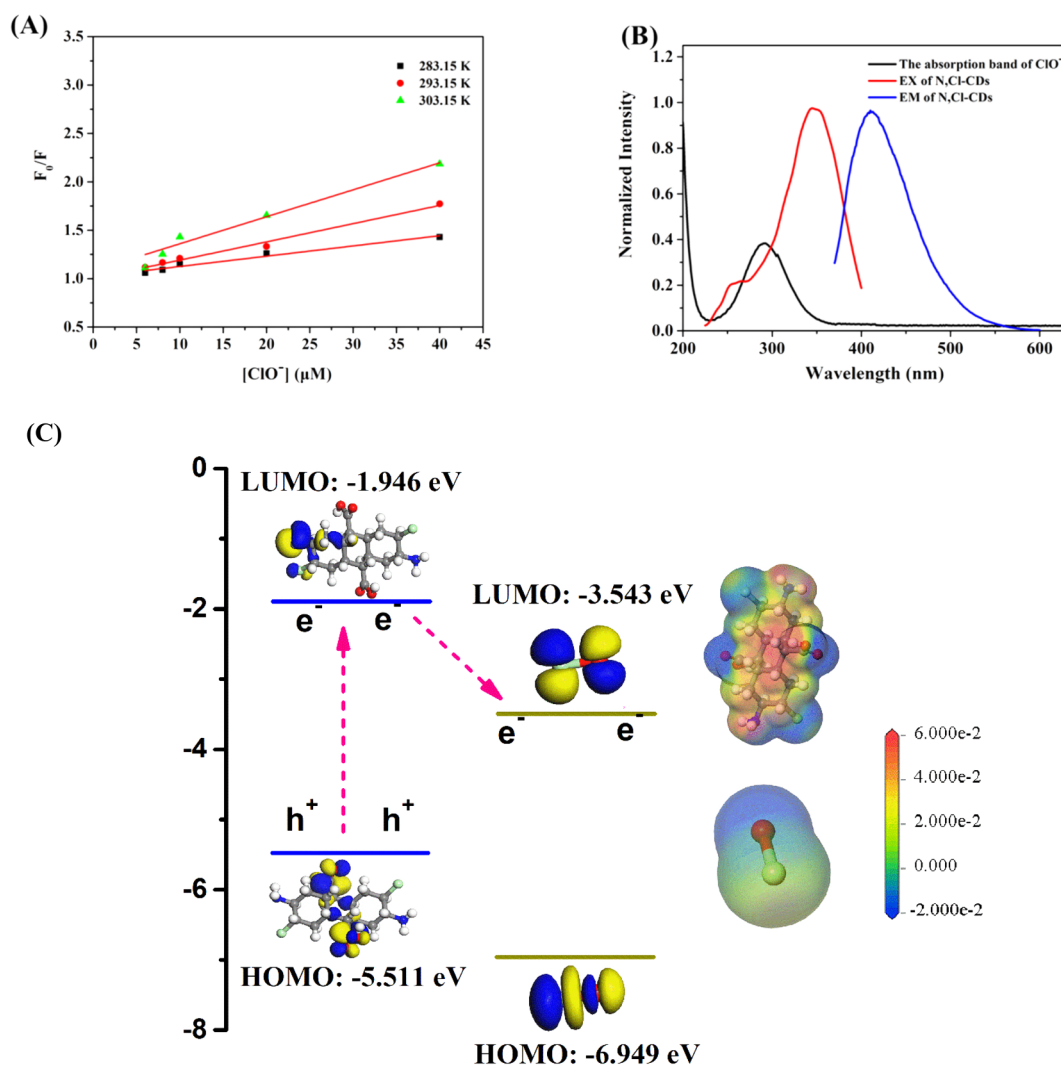 (A)
3.5
3.0
2.5
2.0
1.5
1.0
0.5
F₀/F
283.15 K
293.15 K
303.15 K
0 5 10 15 20 25 30 35 40 45
[ClO⁻] (μM)
(B)
The absorption band of ClO⁻
EX of N,Cl-CDs
EM of N,Cl-CDs
1.2
1.0
0.8
0.6
0.4
0.2
0.0
Normalized Intensity
200 300 400 500 600
Wavelength (nm)
(C)
0
-2
-4
-6
-8
LUMO: -1.946 eV
e⁻ e⁻
LUMO: -3.543 eV
e⁻ e⁻
h⁺ h⁺
HOMO: -5.511 eV
HOMO: -6.949 eV
6.000e-2
4.000e-2
2.000e-2
0.000
-2.000e-2